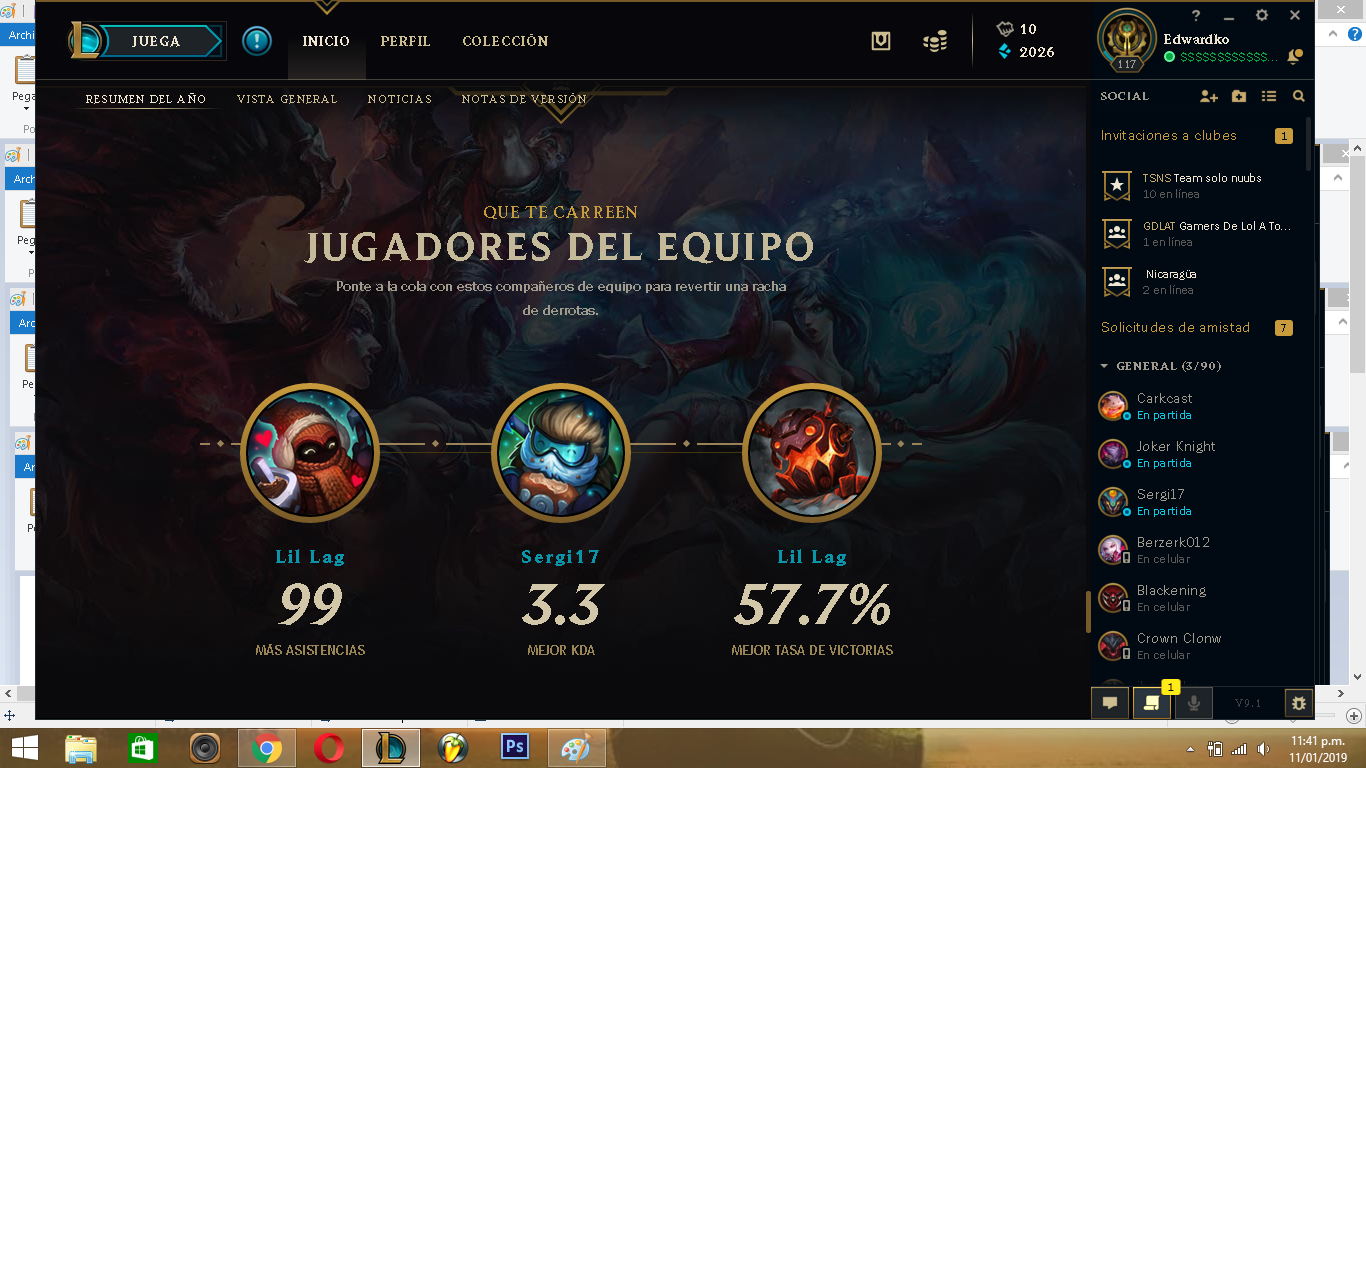 Archi
Pega
Po
Arch
Peg
P
Arc
Pe
Ar
P
JUEGA
INICIO
PERFIL
COLECCIÓN
10
2026
117
Edwardko
$$$$$$$$$$$$...
RESUMEN DEL AÑO
VISTA GENERAL
NOTICIAS
NOTAS DE VERSIÓN
QUE TE CARREEN
JUGADORES DEL EQUIPO
Ponte a la cola con estos compañeros de equipo para revertir una racha
de derrotas.
Lil Lag
99
MÁS ASISTENCIAS
Sergi17
3.3
MEJOR KDA
Lil Lag
57.7%
MEJOR TASA DE VICTORIAS
SOCIAL
Invitaciones a clubes
1
TSNS Team solo nuubs
10 en línea
GDLAT Gamers De Lol A To...
1 en línea
Nicaragüa
2 en línea
Solicitudes de amistad
7
GENERAL (3/90)
Carkcast
En partida
Joker Knight
En partida
Sergi17
En partida
Berzerk012
En celular
Blackening
En celular
Crown Clonw
En celular
1
V9.1
Ps
11:41 p.m.
11/01/2019